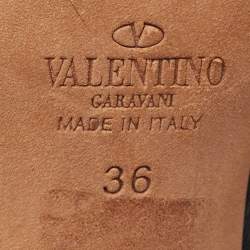 VALENTINO
GARAVANI
MADE IN ITALY
36